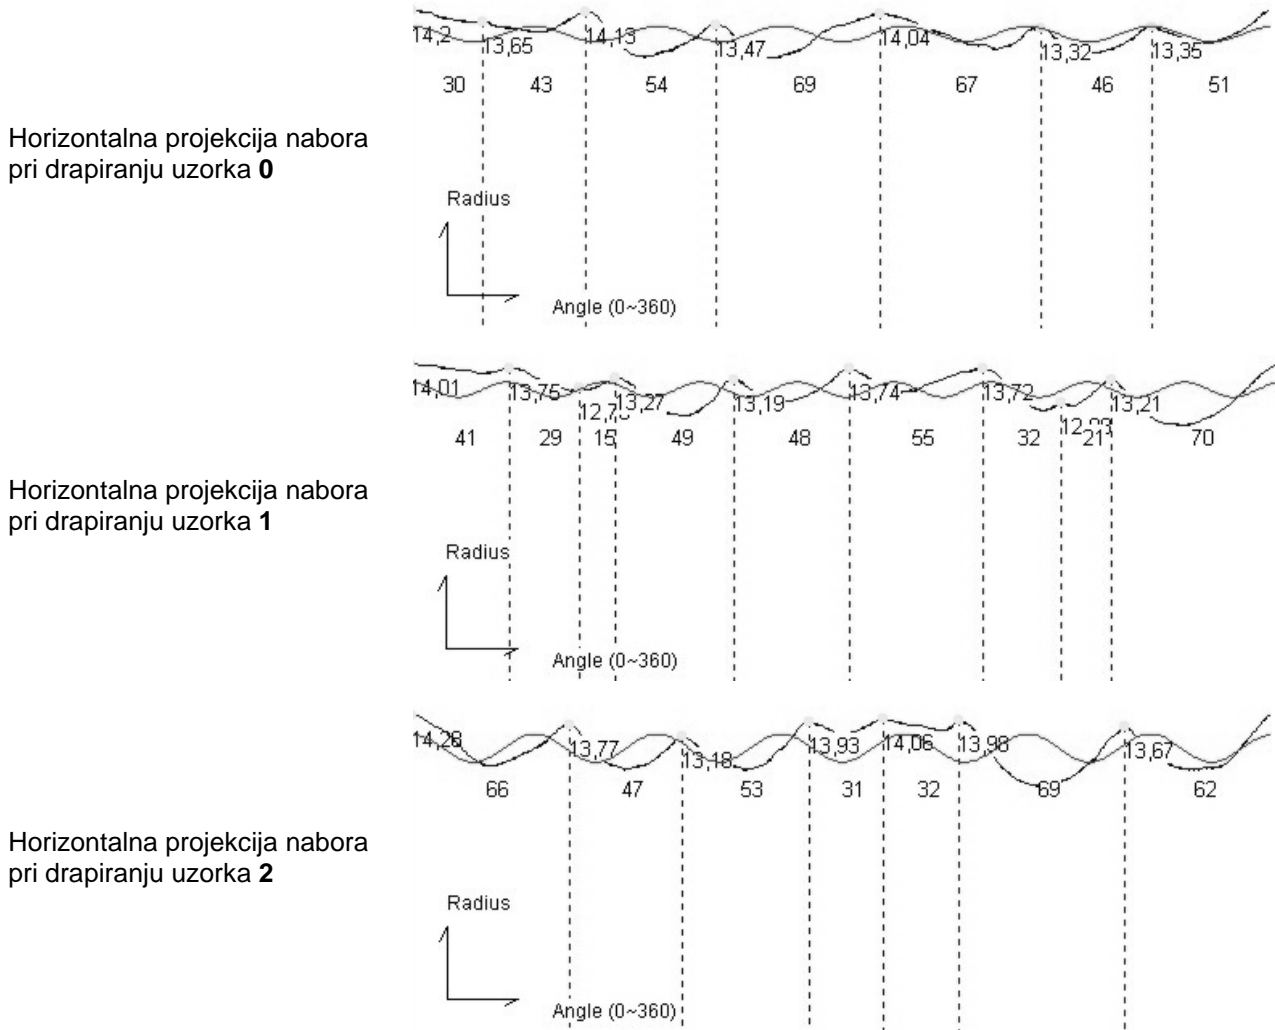 14,2 13,65 14,13 13,47 14,04 13,32 13,35
30 43 54 69 67 46 51
Horizontalna projekcija nabora
pri drapiranju uzorka 0
Radius
Angle (0~360)
14,01 13,75 13,27 13,19 13,74 13,72 13,21
41 29 15 49 48 55 32 21 70
Horizontalna projekcija nabora
pri drapiranju uzorka 1
Radius
Angle (0~360)
14,28 13,77 13,18 13,93 14,06 13,98 13,67
66 47 53 31 32 69 62
Horizontalna projekcija nabora
pri drapiranju uzorka 2
Radius
Angle (0~360)